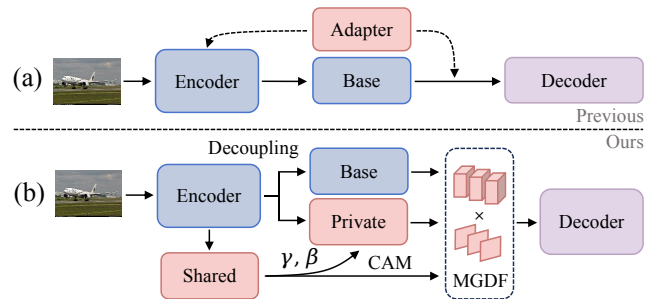 Adapter
(a)
Encoder
Base
Decoder
Previous
Ours
Decoupling
(b)
Encoder
Base
Private
×
Decoder
Shared
γ, β
CAM
MGDF